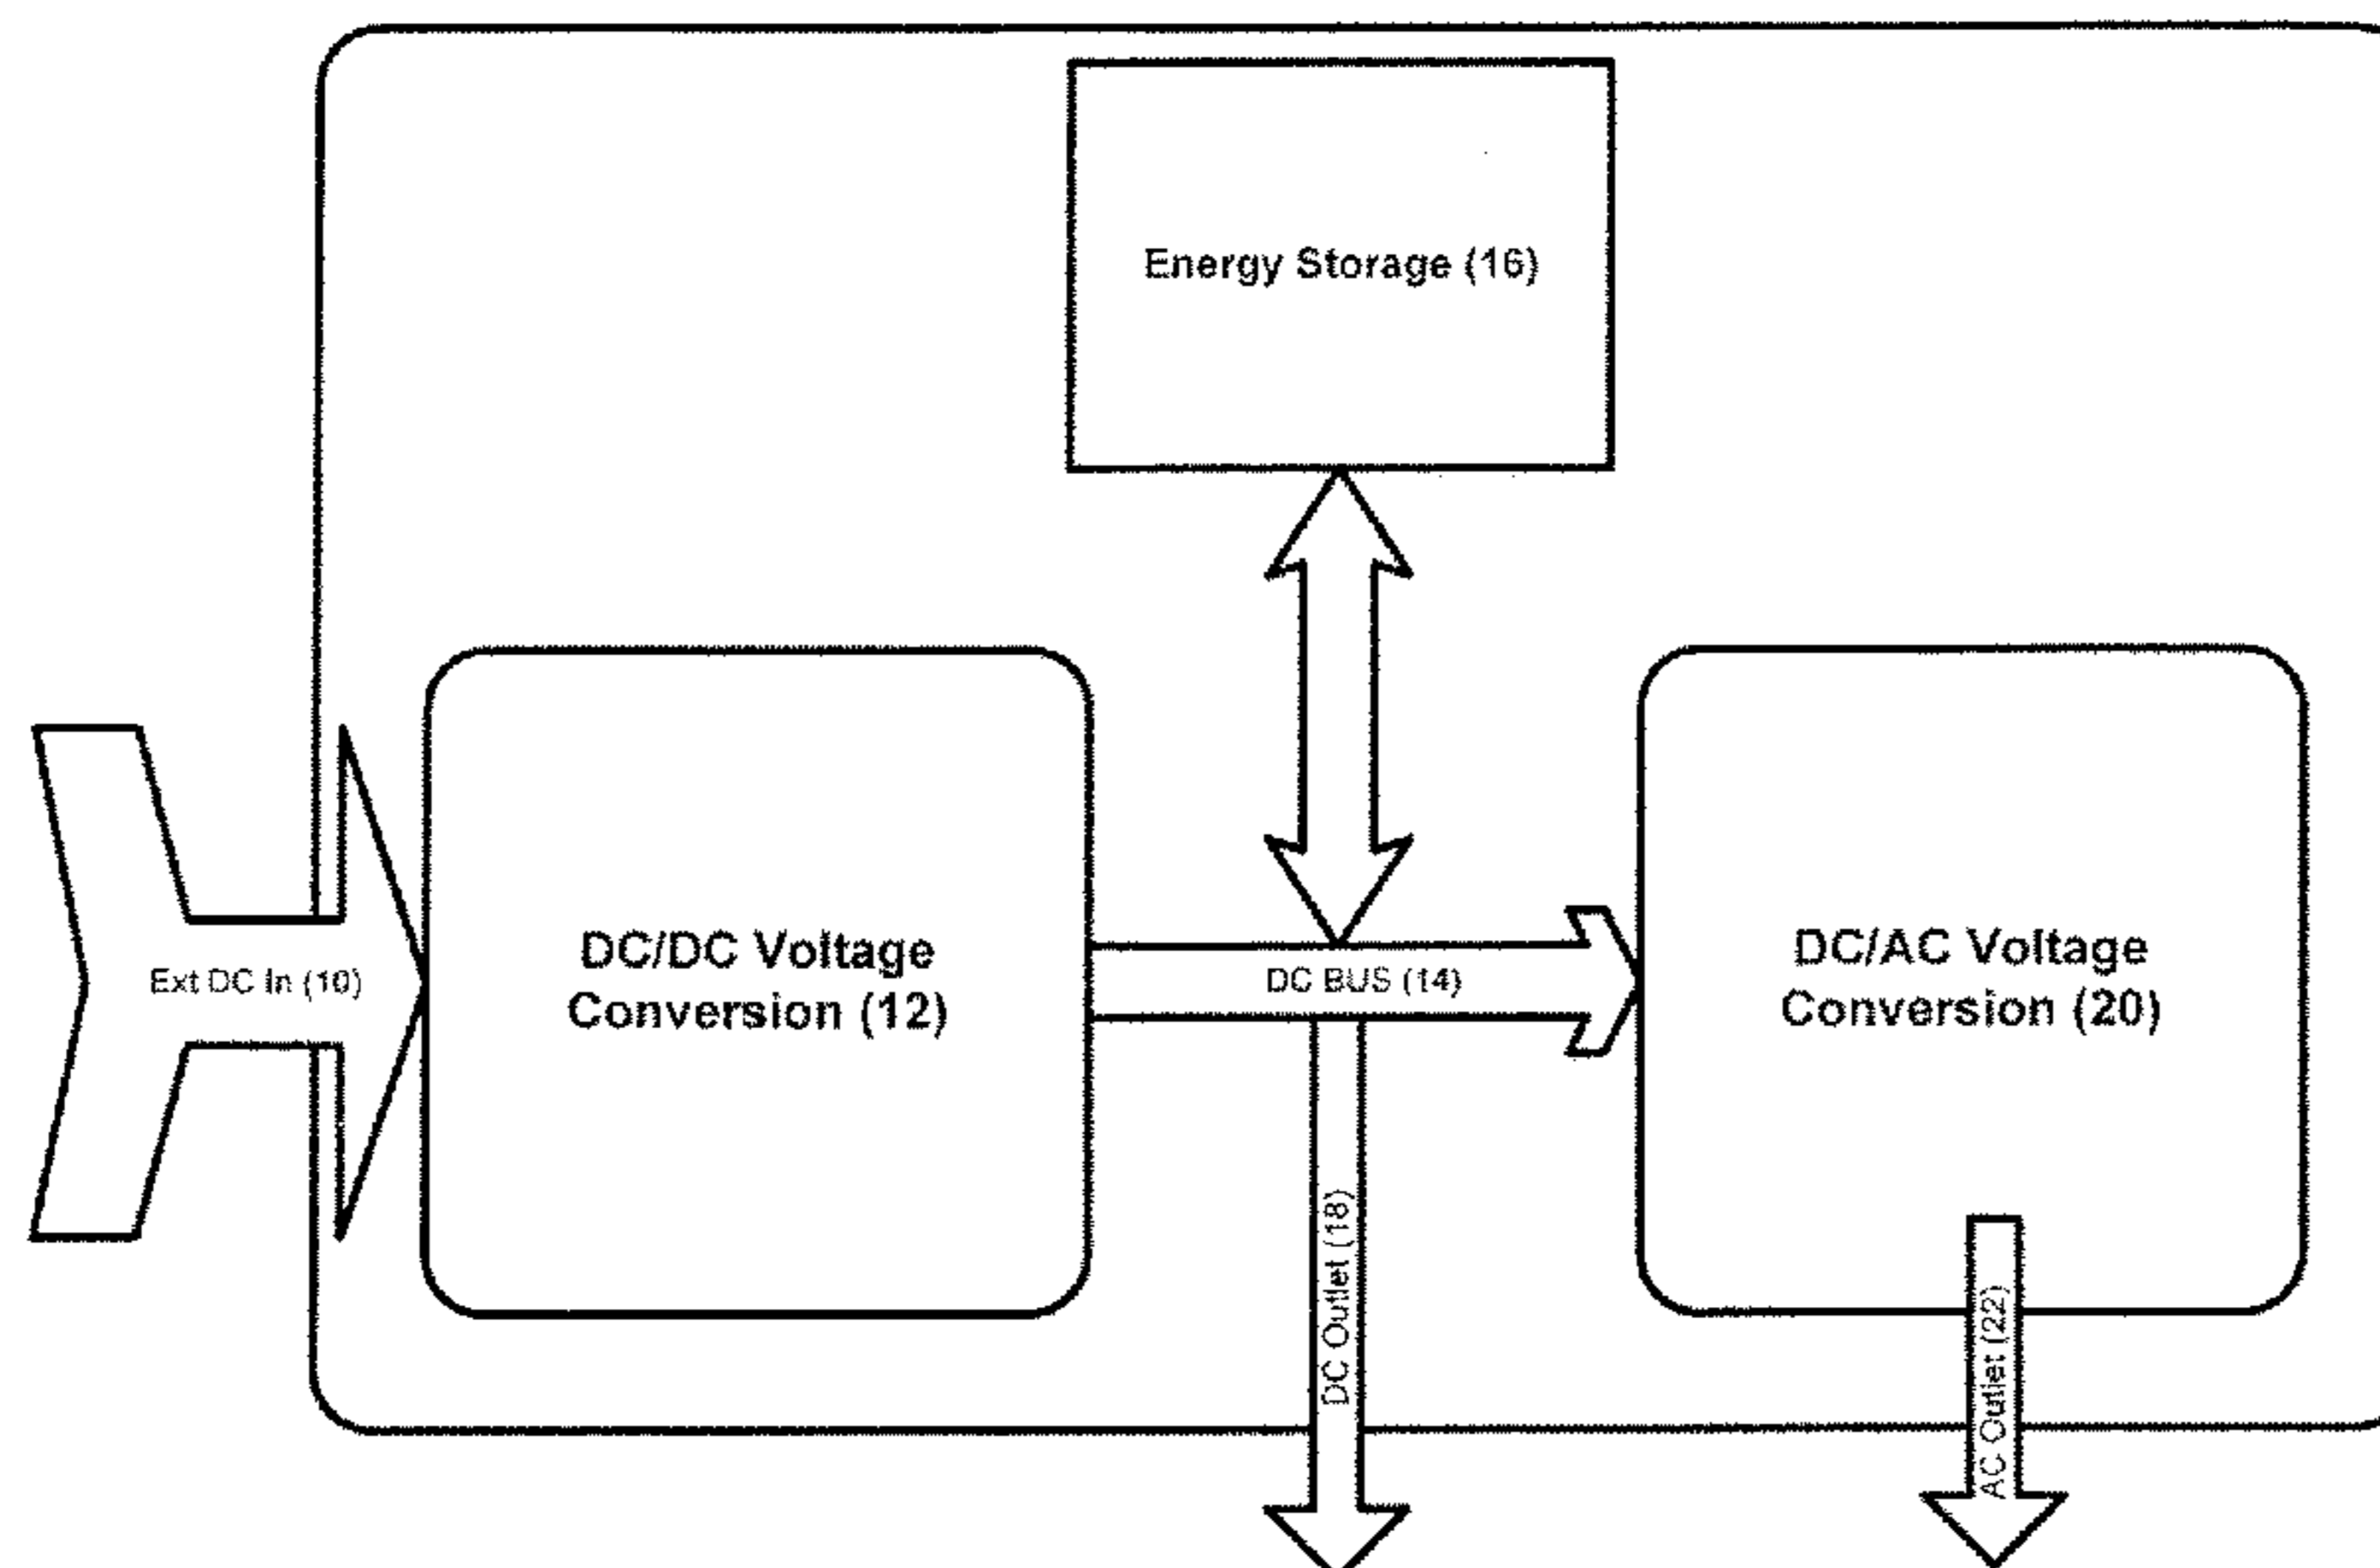 Energy Storage (16)
Ext DC In (10)
DC/DC Voltage
Conversion (12)
DC BUS (14)
DC/AC Voltage
Conversion (20)
DC Outlet (18)
AC Outlet (22)